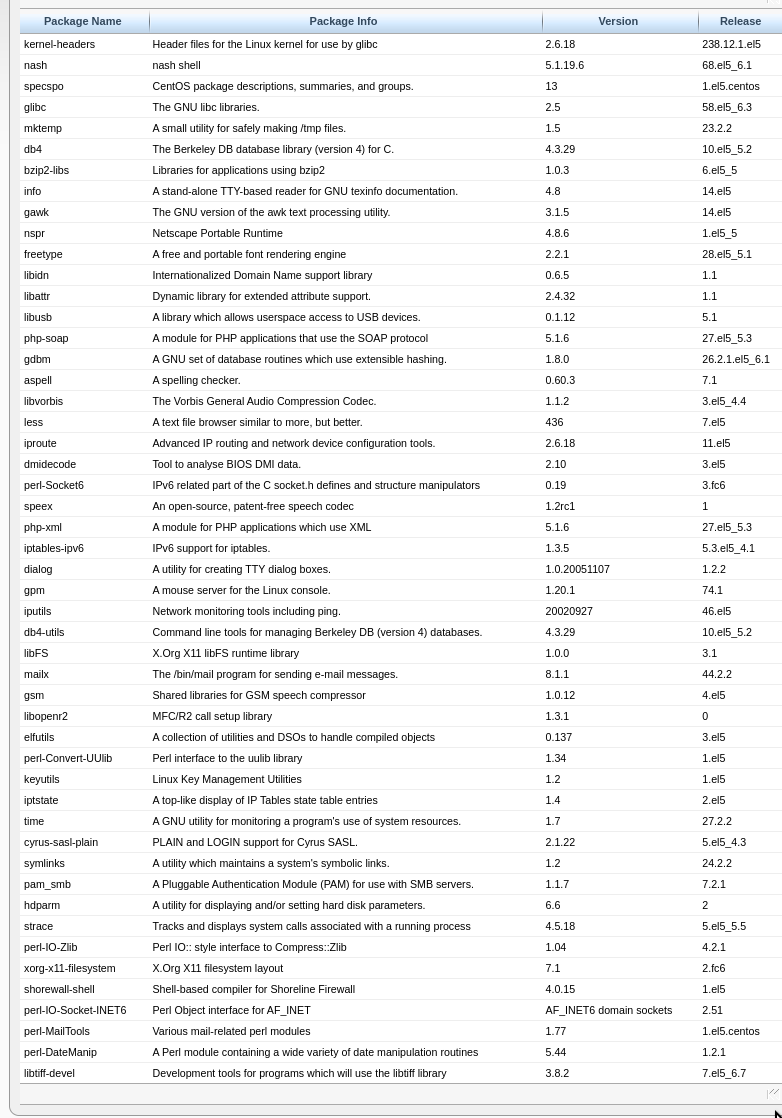 Package Name Package Info Version Release
kernel-headers Header files for the Linux kernel for use by glibc 2.6.18 238.12.1.el5
nash nash shell 5.1.19.6 68.el5_6.1
specspo CentOS package descriptions, summaries, and groups. 13 1.el5.centos
glibc The GNU libc libraries. 2.5 58.el5_6.3
mktemp A small utility for safely making /tmp files. 1.5 23.2.2
db4 The Berkeley DB database library (version 4) for C. 4.3.29 10.el5_5.2
bzip2-libs Libraries for applications using bzip2 1.0.3 6.el5_5
info A stand-alone TTY-based reader for GNU texinfo documentation. 4.8 14.el5
gawk The GNU version of the awk text processing utility. 3.1.5 14.el5
nspr Netscape Portable Runtime 4.8.6 1.el5_5
freetype A free and portable font rendering engine 2.2.1 28.el5_5.1
libidn Internationalized Domain Name support library 0.6.5 1.1
libattr Dynamic library for extended attribute support. 2.4.32 1.1
libusb A library which allows userspace access to USB devices. 0.1.12 5.1
php-soap A module for PHP applications that use the SOAP protocol 5.1.6 27.el5_5.3
gdbm A GNU set of database routines which use extensible hashing. 1.8.0 26.2.1.el5_6.1
aspell A spelling checker. 0.60.3 7.1
libvorbis The Vorbis General Audio Compression Codec. 1.1.2 3.el5_4.4
less A text file browser similar to more, but better. 436 7.el5
iproute Advanced IP routing and network device configuration tools. 2.6.18 11.el5
dmidecode Tool to analyse BIOS DMI data. 2.10 3.el5
perl-Socket6 IPv6 related part of the C socket.h defines and structure manipulators 0.19 3.fc6
speex An open-source, patent-free speech codec 1.2rc1 1
php-xml A module for PHP applications which use XML 5.1.6 27.el5_5.3
iptables-ipv6 IPv6 support for iptables. 1.3.5 5.3.el5_4.1
dialog A utility for creating TTY dialog boxes. 1.0.20051107 1.2.2
gpm A mouse server for the Linux console. 1.20.1 74.1
iputils Network monitoring tools including ping. 20020927 46.el5
db4-utils Command line tools for managing Berkeley DB (version 4) databases. 4.3.29 10.el5_5.2
libFS X.Org X11 libFS runtime library 1.0.0 3.1
mailx The /bin/mail program for sending e-mail messages. 8.1.1 44.2.2
gsm Shared libraries for GSM speech compressor 1.0.12 4.el5
libopenr2 MFC/R2 call setup library 1.3.1 0
elfutils A collection of utilities and DSOs to handle compiled objects 0.137 3.el5
perl-Convert-UUlib Perl interface to the uulib library 1.34 1.el5
keyutils Linux Key Management Utilities 1.2 1.el5
iptstate A top-like display of IP Tables state table entries 1.4 2.el5
time A GNU utility for monitoring a program's use of system resources. 1.7 27.2.2
cyrus-sasl-plain PLAIN and LOGIN support for Cyrus SASL. 2.1.22 5.el5_4.3
symlinks A utility which maintains a system's symbolic links. 1.2 24.2.2
pam_smb A Pluggable Authentication Module (PAM) for use with SMB servers. 1.1.7 7.2.1
hdparm A utility for displaying and/or setting hard disk parameters. 6.6 2
strace Tracks and displays system calls associated with a running process 4.5.18 5.el5_5.5
perl-IO-Zlib Perl IO:: style interface to Compress::Zlib 1.04 4.2.1
xorg-x11-filesystem X.Org X11 filesystem layout 7.1 2.fc6
shorewall-shell Shell-based compiler for Shoreline Firewall 4.0.15 1.el5
perl-IO-Socket-INET6 Perl Object interface for AF_INET AF_INET6 domain sockets 2.51
perl-MailTools Various mail-related perl modules 1.77 1.el5.centos
perl-DateManip A Perl module containing a wide variety of date manipulation routines 5.44 1.2.1
libtiff-devel Development tools for programs which will use the libtiff library 3.8.2 7.el5_6.7